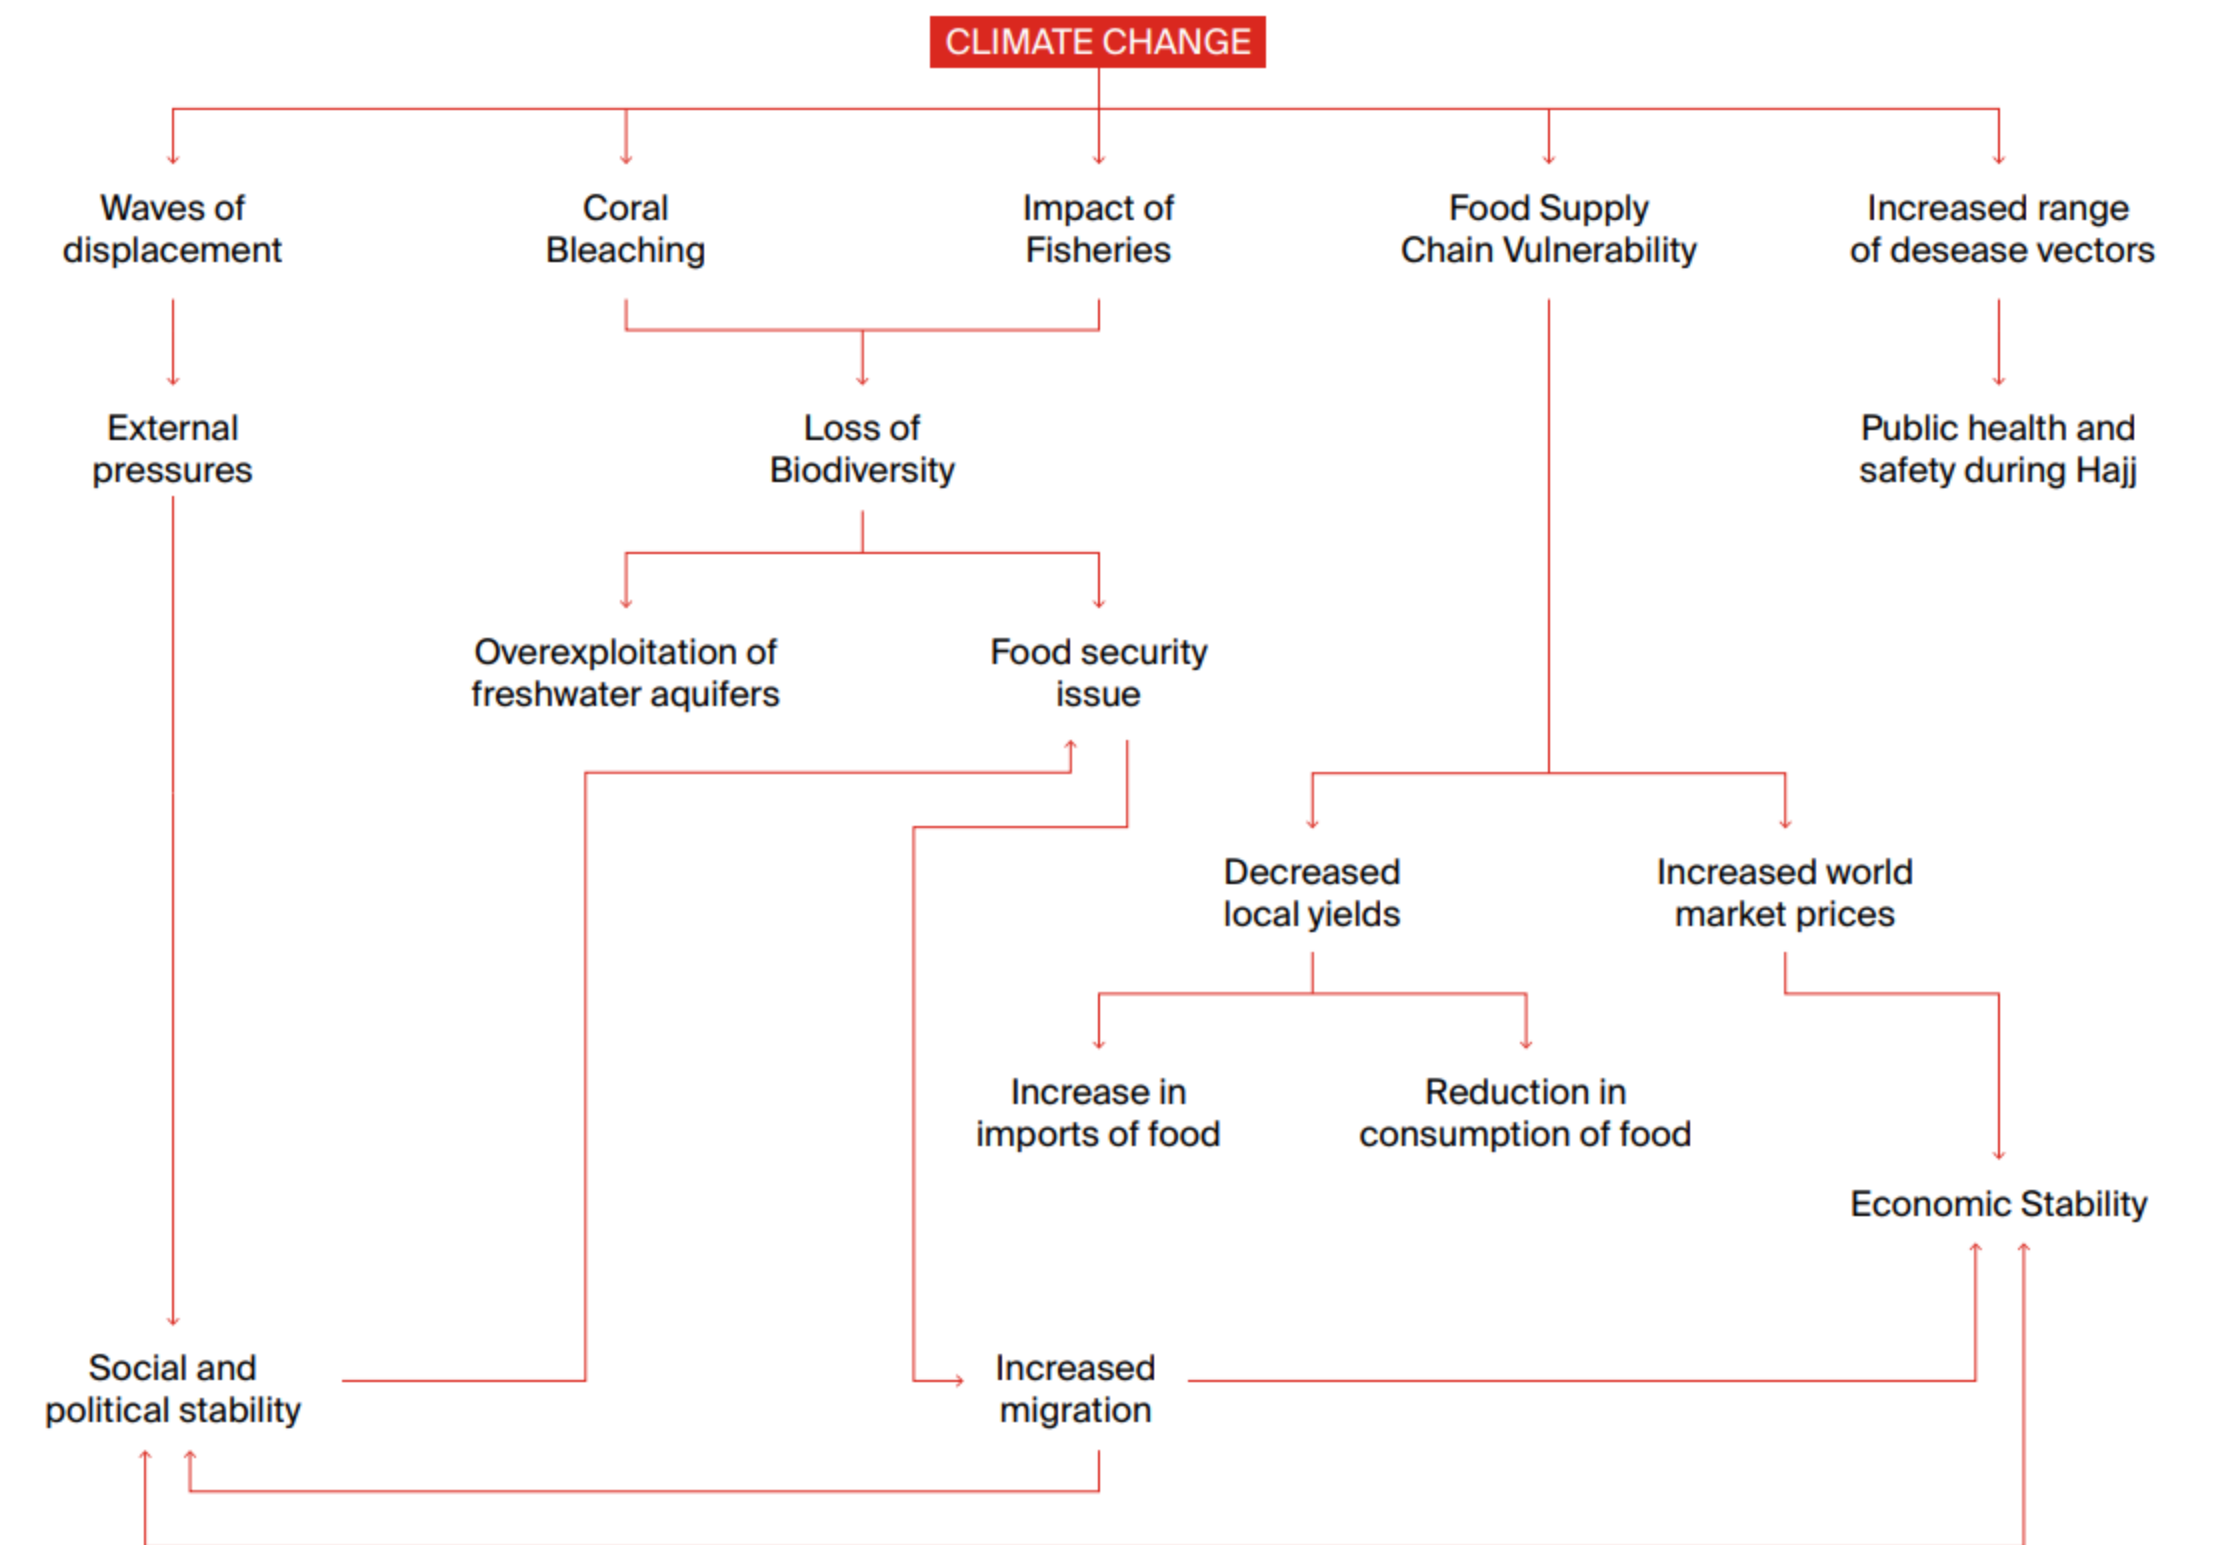 CLIMATE CHANGE
Waves of
displacement
Coral
Bleaching
Impact of
Fisheries
Food Supply
Chain Vulnerability
Increased range
of desease vectors
External
pressures
Loss of
Biodiversity
Public health and
safety during Hajj
Overexploitation of
freshwater aquifers
Food security
issue
Decreased
local yields
Increased world
market prices
Increase in
imports of food
Reduction in
consumption of food
Economic Stability
Social and
political stability
Increased
migration